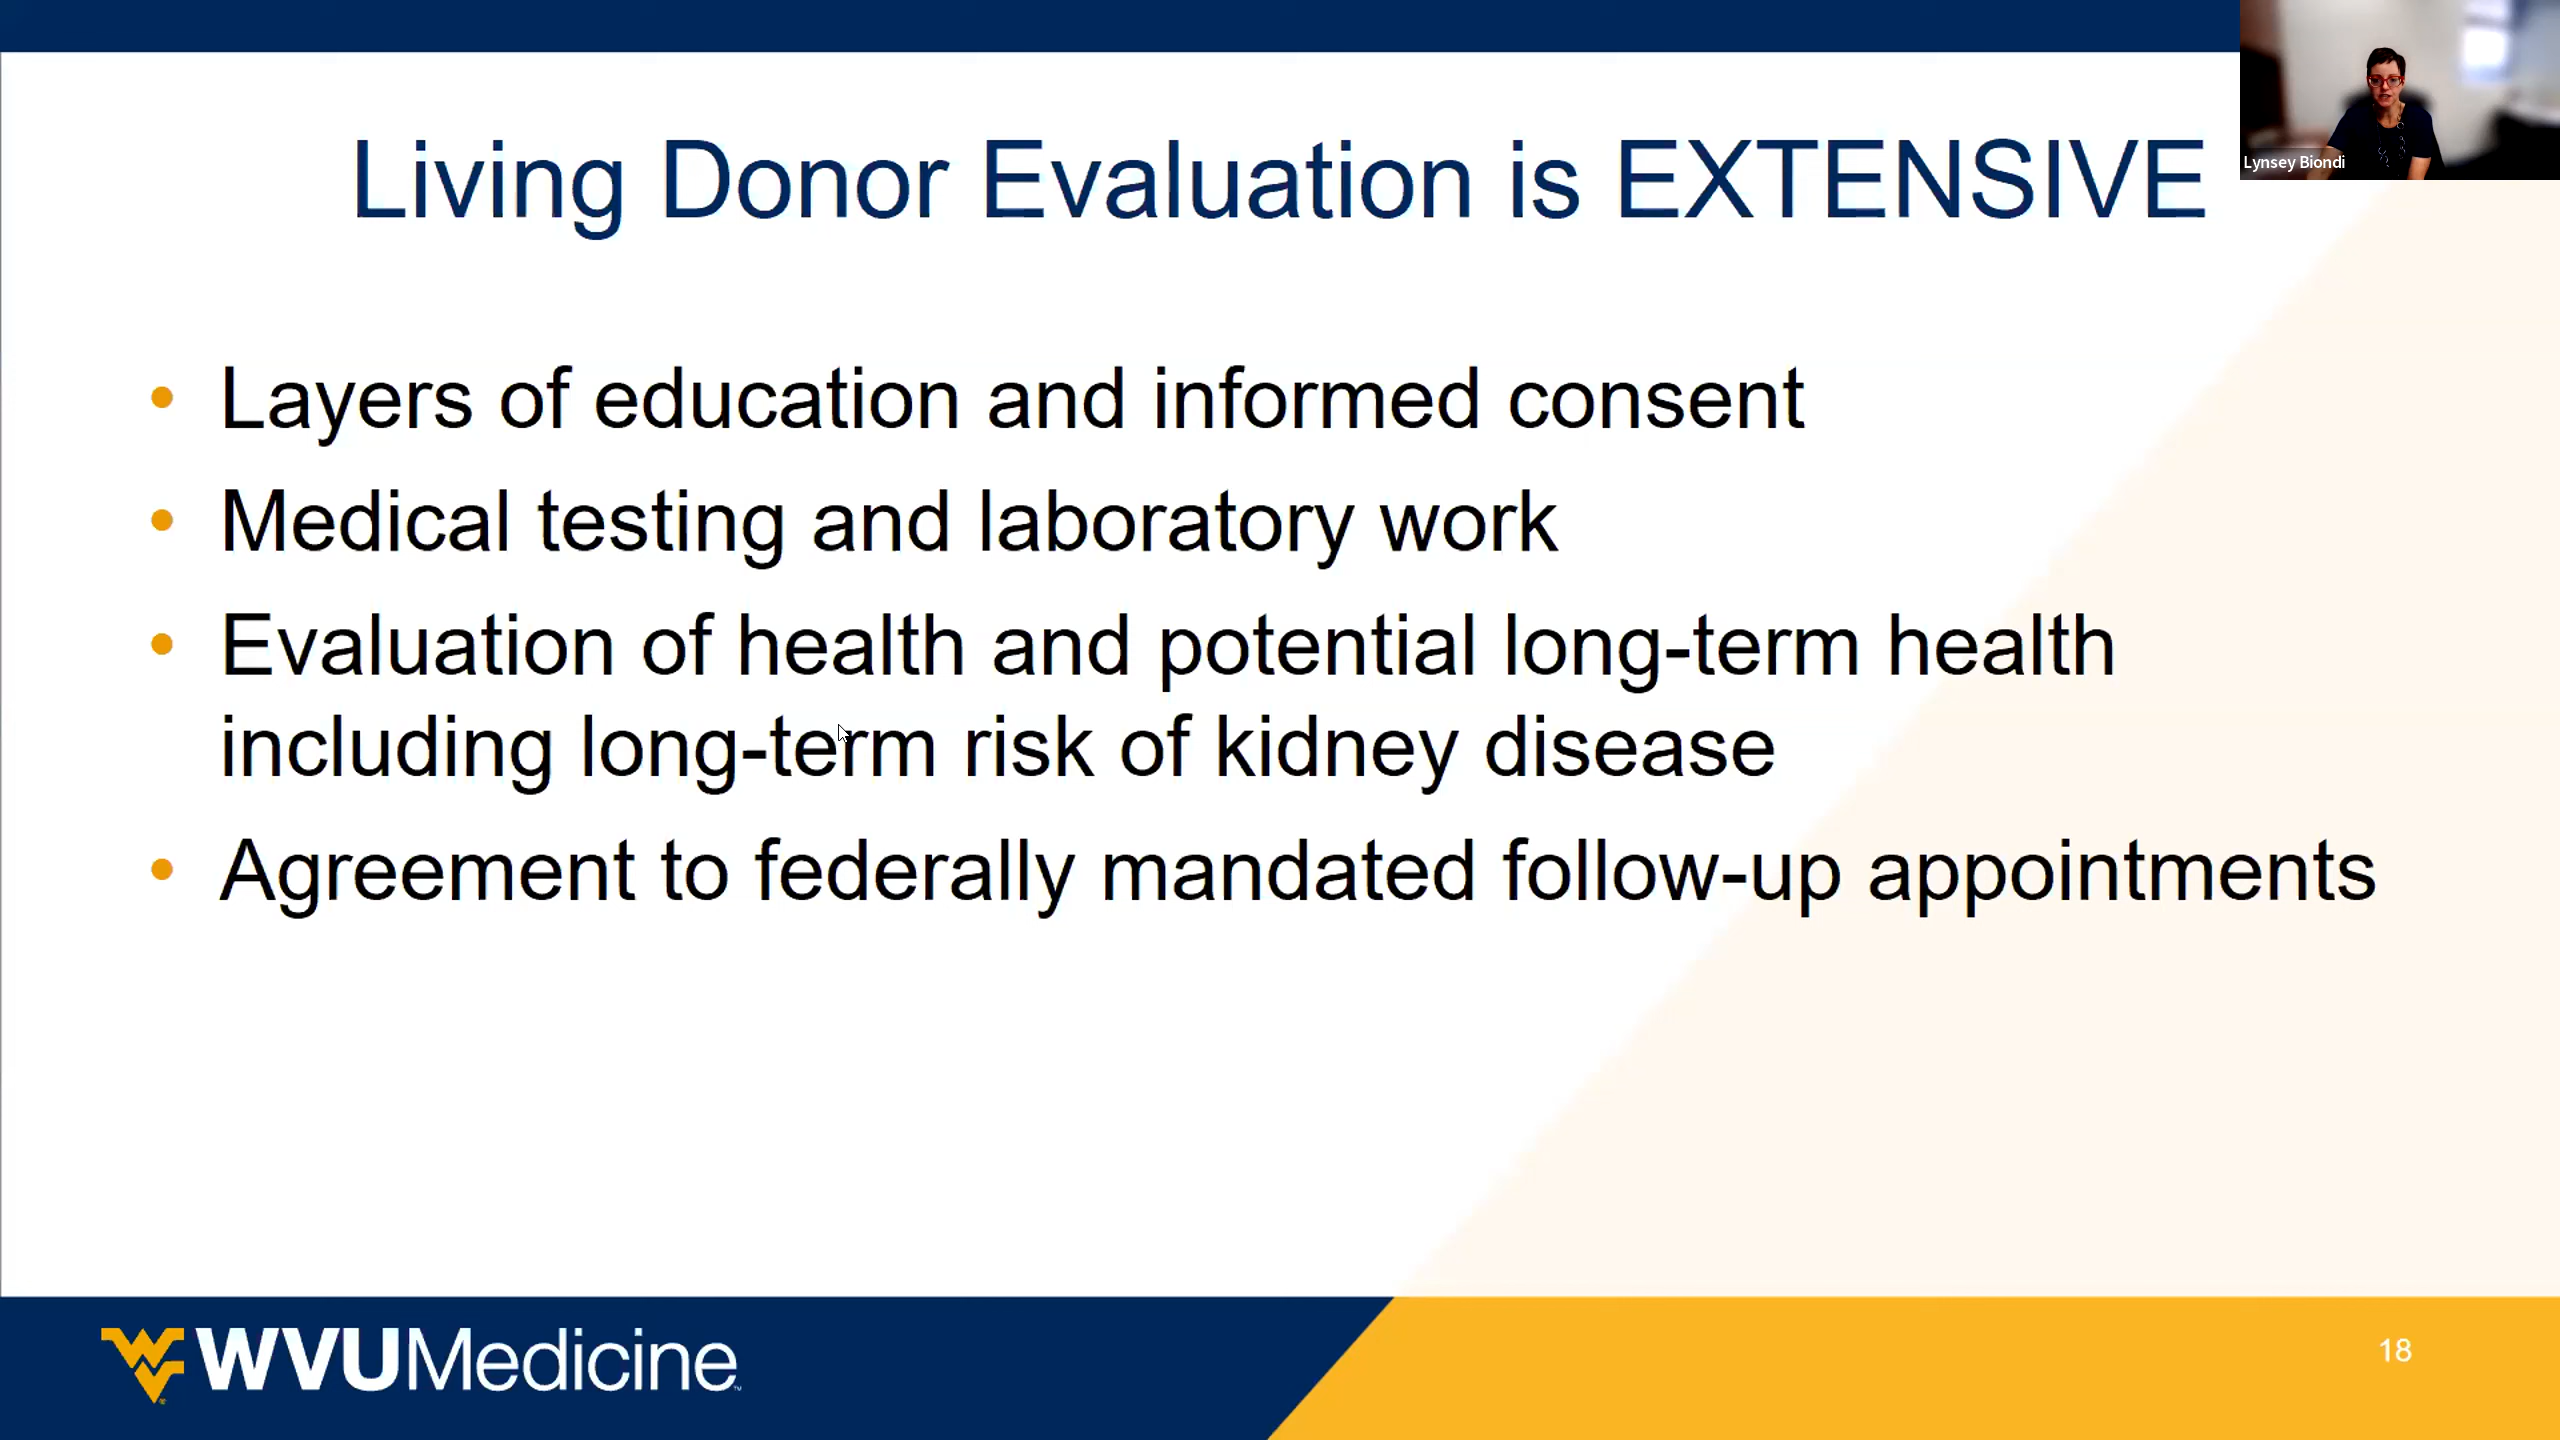 Living Donor Evaluation is EXTENSIVE
Lynsey Biondi
• Layers of education and informed consent
• Medical testing and laboratory work
• Evaluation of health and potential long-term health
including long-term risk of kidney disease
• Agreement to federally mandated follow-up appointments
WVUMedicine™
18